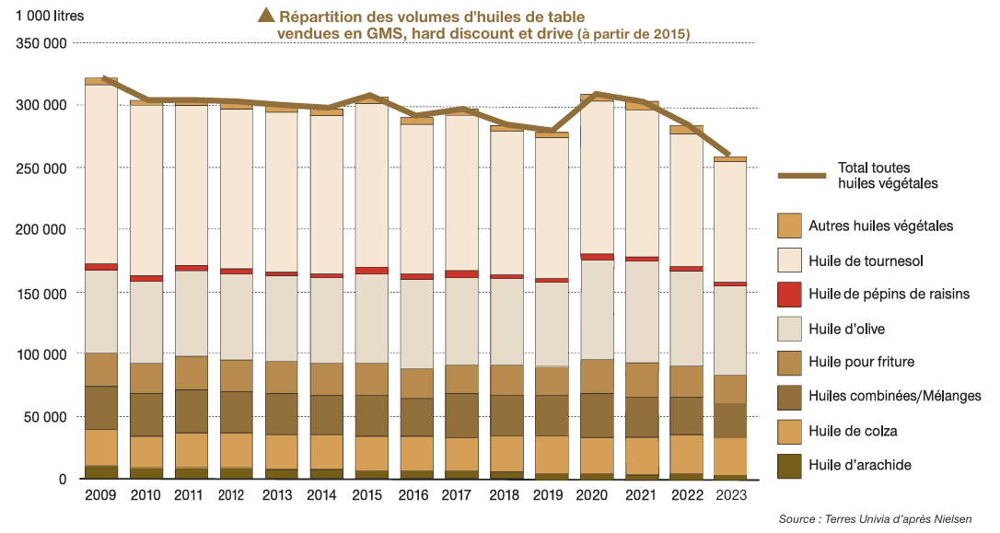 1 000 litres
▲ Répartition des volumes d'huiles de table
vendues en GMS, hard discount et drive (à partir de 2015)
350 000
300 000
250 000
200 000
150 000
100 000
50 000
0
2009 2010 2011 2012 2013 2014 2015 2016 2017 2018 2019 2020 2021 2022 2023
Total toutes
huiles végétales
Autres huiles végétales
Huile de tournesol
Huile de pépins de raisins
Huile d'olive
Huile pour friture
Huiles combinées/Mélanges
Huile de colza
Huile d'arachide
Source : Terres Univia d'après Nielsen